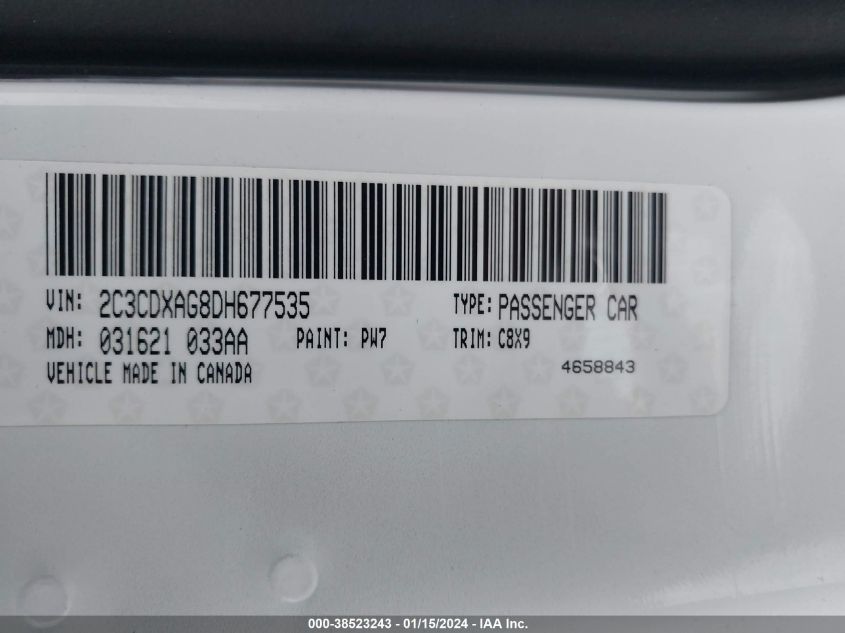 VIN: 2C3CDXAG8DH677535 TYPE: PASSENGER CAR
MDH: 031621 033AA PAINT: PW7 TRIM: C8X9
VEHICLE MADE IN CANADA 4658843
000-38523243 - 01/15/2024 - IAA Inc.